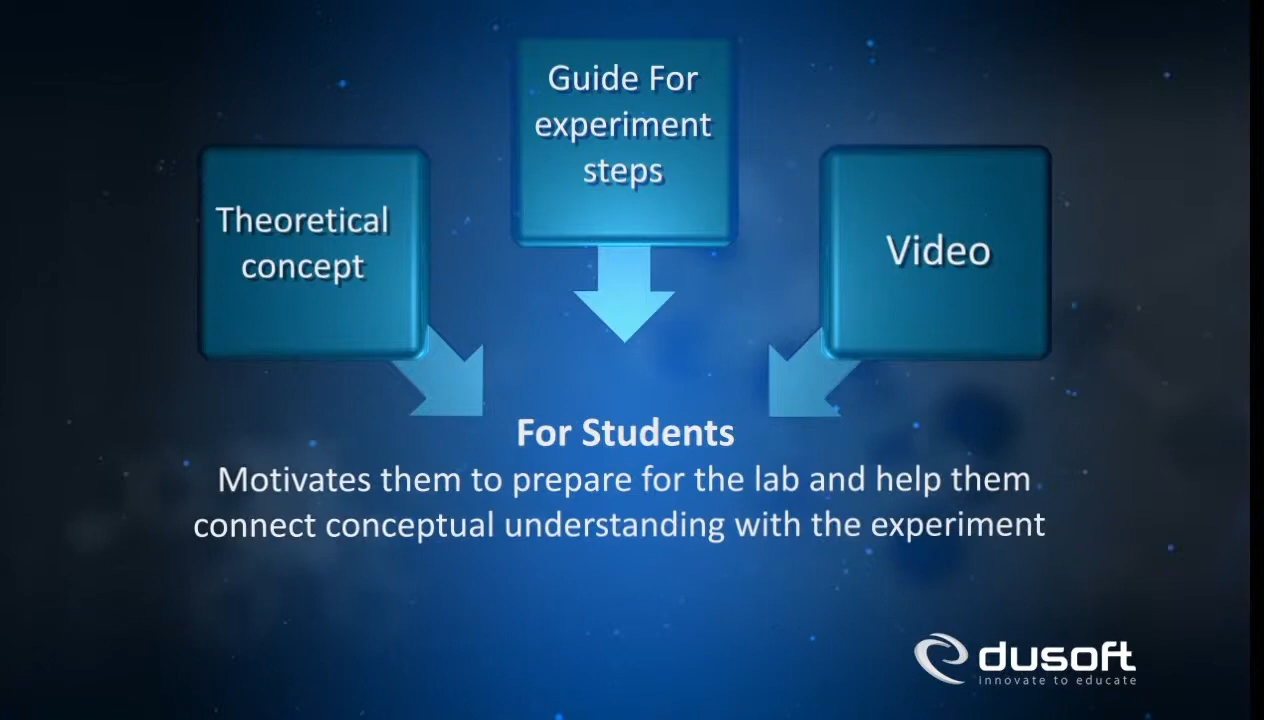 Guide For
experiment
steps
Theoretical
concept
Video
For Students
Motivates them to prepare for the lab and help them
connect conceptual understanding with the experiment
edusoft
Innovate to educate